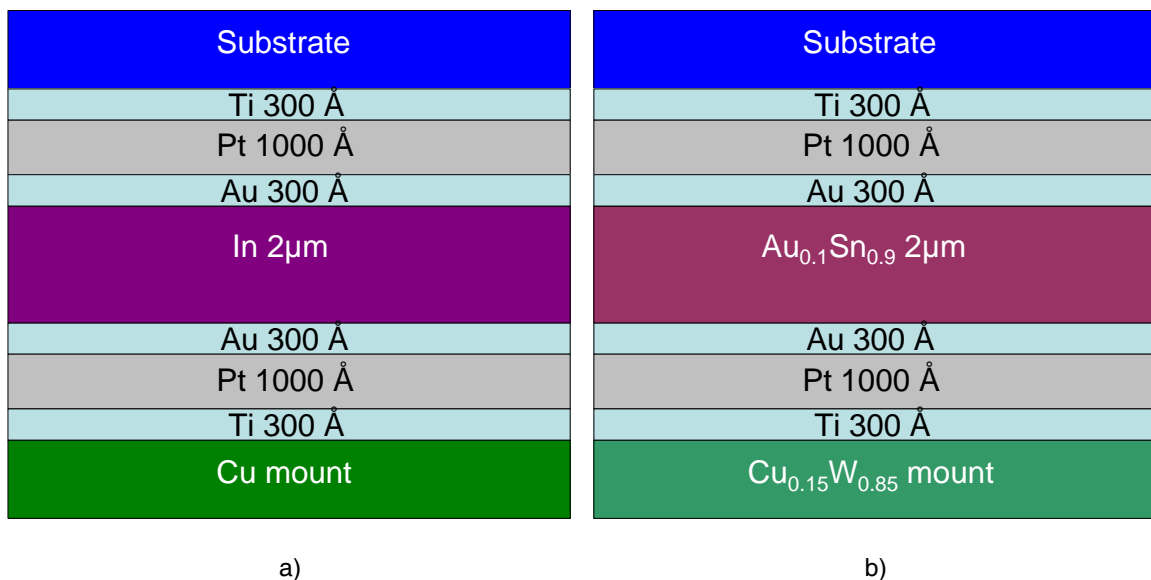 Substrate
Ti 300 Å
Pt 1000 Å
Au 300 Å
In 2µm
Au 300 Å
Pt 1000 Å
Ti 300 Å
Cu mount
a)
Substrate
Ti 300 Å
Pt 1000 Å
Au 300 Å
Au0.1Sn0.9 2µm
Au 300 Å
Pt 1000 Å
Ti 300 Å
Cu0.15W0.85 mount
b)